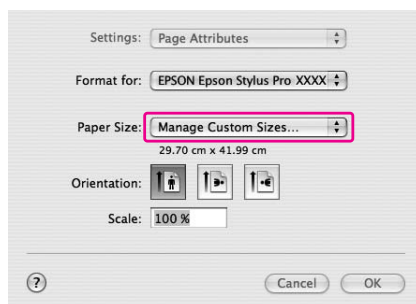 Settings: Page Attributes
Format for: EPSON Epson Stylus Pro XXXX
Paper Size: Manage Custom Sizes...
29.70 cm x 41.99 cm
Orientation:
Scale: 100 %
? Cancel OK